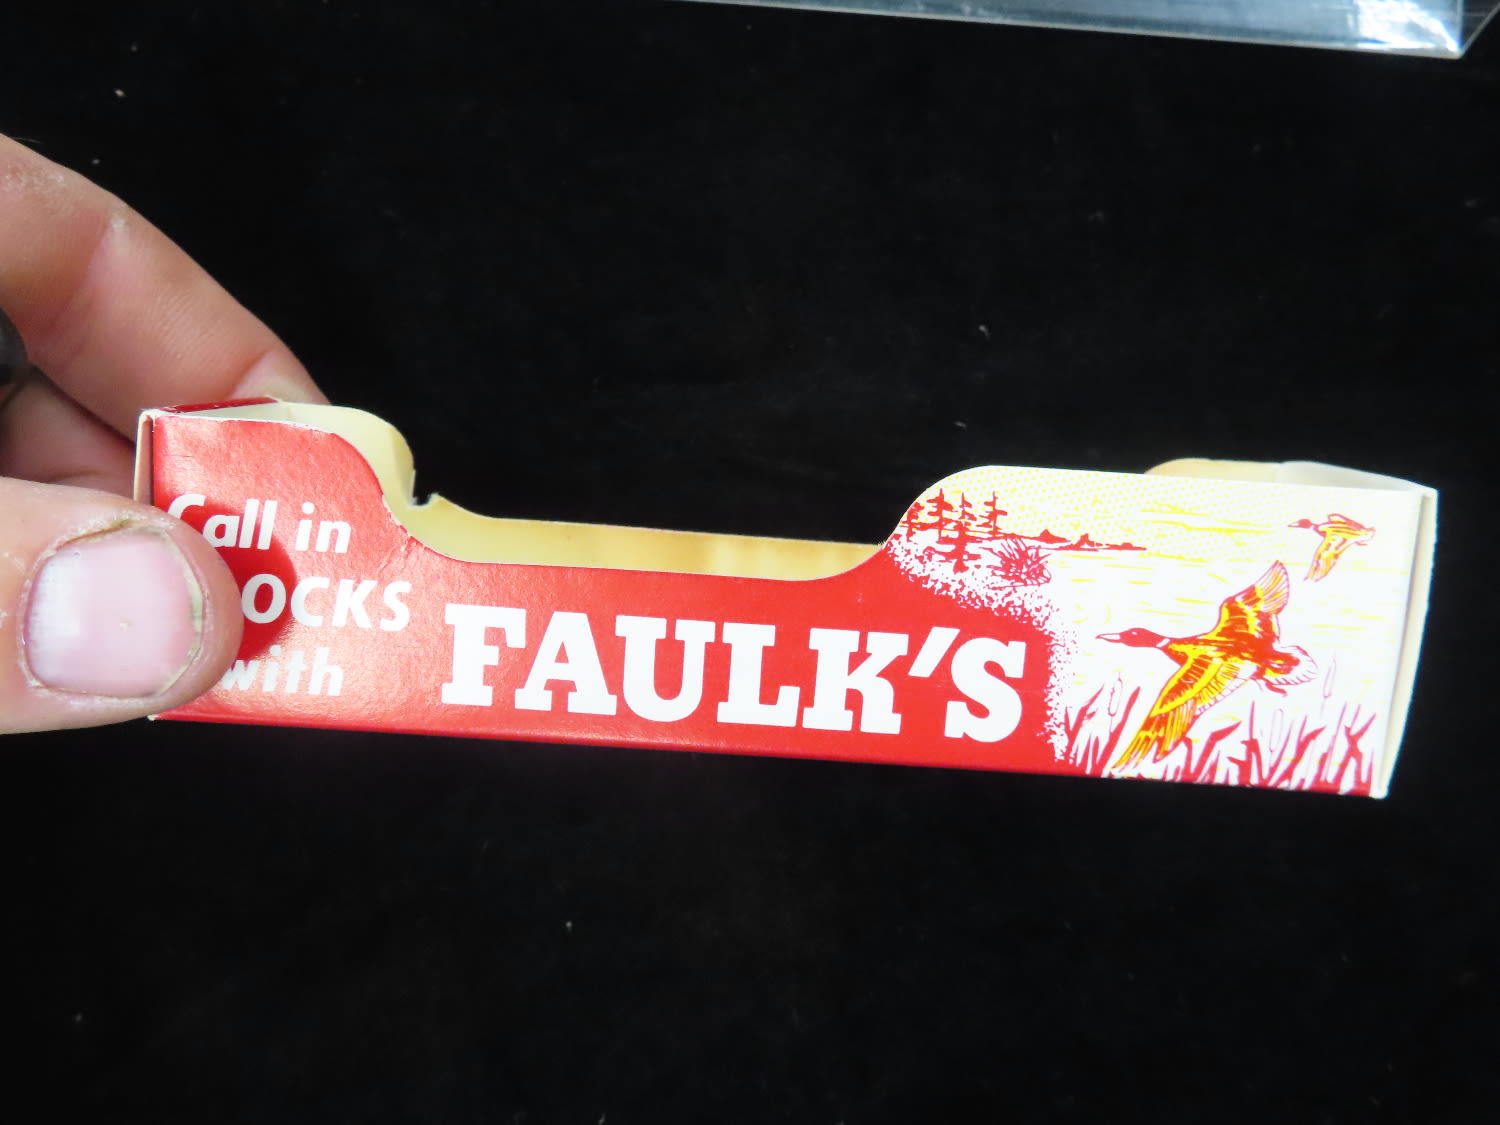 Call in
OCKS
with
FAULK'S